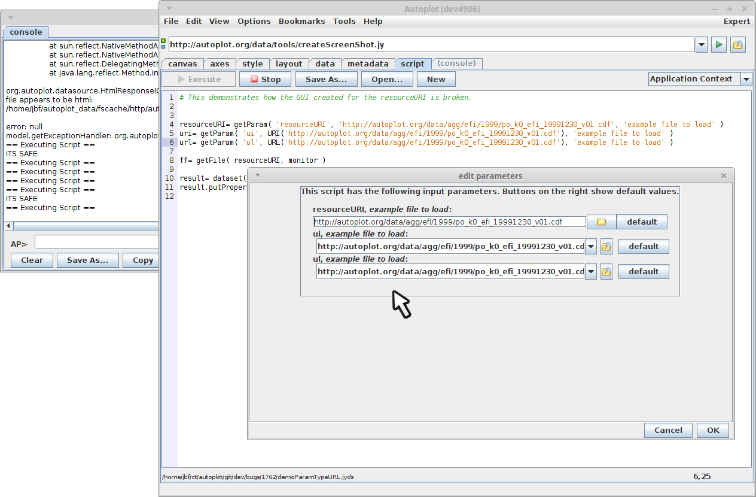 Autoplot (dev4906)
File Edit View Options Bookmarks Tools Help Expert
http://autoplot.org/data/tools/createScreenShot.jy
canvas axes style layout data metadata script (console)
Execute Stop Save As... Open... New Application Context
console
at sun.reflect.NativeMethodA
at sun.reflect.NativeMethodA
at sun.reflect.DelegatingMeth
at java.lang.reflect.Method.in
org.autoplot.datasource.HtmlResponseIO
file appears to be html:
/home/jbf/autoplot_data/fscache/http/aut
error: null
model.getExceptionHandler: org.autoplot
== Executing Script ==
ITS SAFE
== Executing Script ==
== Executing Script ==
== Executing Script ==
== Executing Script ==
ITS SAFE
== Executing Script ==
AP>
Clear Save As... Copy
1 # This demonstrates how the GUI created for the resourceURI is broken.
2
3
4 resourceURI= getParam( 'resourceURI', 'http://autoplot.org/data/agg/efi/1999/po_k0_efi_19991230_v01.cdf', 'example file to load' )
5 uri= getParam( 'ui', URI('http://autoplot.org/data/agg/efi/1999/po_k0_efi_19991230_v01.cdf'), 'example file to load' )
6 url= getParam( 'ul', URL('http://autoplot.org/data/agg/efi/1999/po_k0_efi_19991230_v01.cdf'), 'example file to load' )
7
8 ff= getFile( resourceURI, monitor )
9
10 result= dataset(
11 result.putProper
12
edit parameters
This script has the following input parameters. Buttons on the right show default values.
resourceURI, example file to load:
http://autoplot.org/data/agg/efi/1999/po_k0_efi_19991230_v01.cdf default
ui, example file to load:
http://autoplot.org/data/agg/efi/1999/po_k0_efi_19991230_v01.cd default
ul, example file to load:
http://autoplot.org/data/agg/efi/1999/po_k0_efi_19991230_v01.cd default
Cancel OK
/home/jbf/ct/autoplot/git/dev/bugs/1762/demoParamTypeURL.jyds 6,25